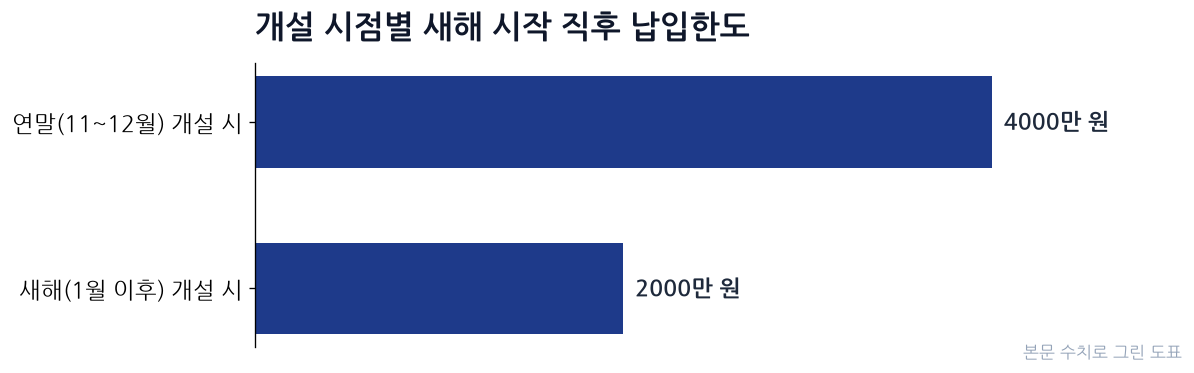 개설 시점별 새해 시작 직후 납입한도
연말(11~12월) 개설 시
4000만 원
새해(1월 이후) 개설 시
2000만 원
본문 수치로 그린 도표